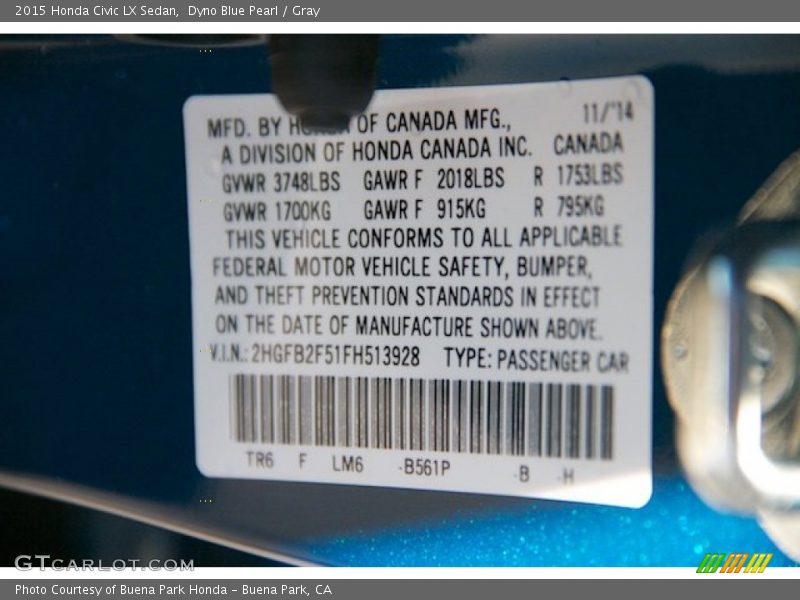 2015 Honda Civic LX Sedan, Dyno Blue Pearl / Gray
MFD. BY HONDA OF CANADA MFG., 11/'14
A DIVISION OF HONDA CANADA INC. CANADA
GVWR 3748LBS GAWR F 2018LBS R 1753LBS
GVWR 1700KG GAWR F 915KG R 795KG
THIS VEHICLE CONFORMS TO ALL APPLICABLE
FEDERAL MOTOR VEHICLE SAFETY, BUMPER,
AND THEFT PREVENTION STANDARDS IN EFFECT
ON THE DATE OF MANUFACTURE SHOWN ABOVE.
V.I.N.: 2HGFB2F51FH513928 TYPE: PASSENGER CAR
TR6 F LM6 -B561P -B -H
GTCARLOT.COM
Photo Courtesy of Buena Park Honda - Buena Park, CA